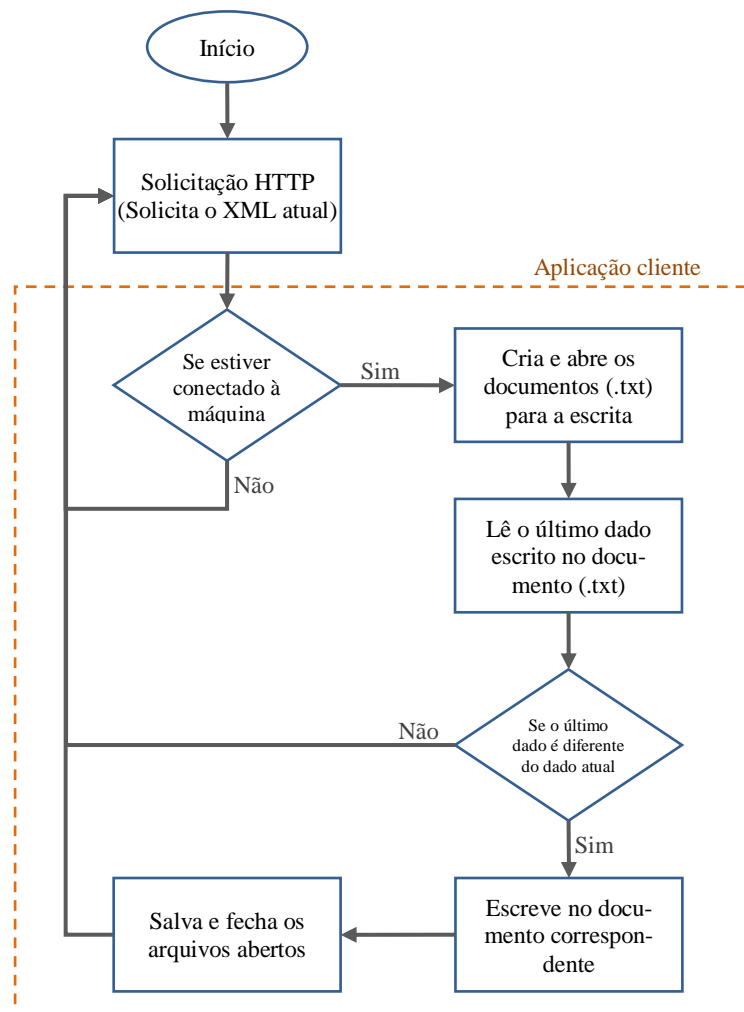 Início
Solicitação HTTP
(Solicita o XML atual)
Aplicação cliente
Se estiver
conectado à
máquina
Sim
Cria e abre os
documentos (.txt)
para a escrita
Não
Lê o último dado
escrito no docu-
mento (.txt)
Não
Se o último
dado é diferente
do dado atual
Sim
Salva e fecha os
arquivos abertos
Escreve no docu-
mento correspon-
dente